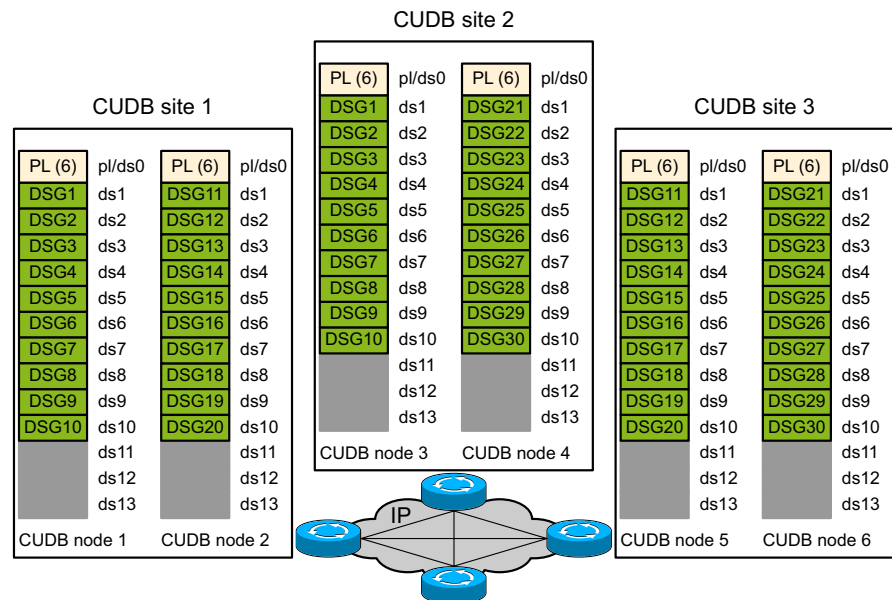 CUDB site 2
PL (6) pl/ds0 PL (6) pl/ds0
DSG1 ds1 DSG21 ds1
DSG2 ds2 DSG22 ds2
DSG3 ds3 DSG23 ds3
DSG4 ds4 DSG24 ds4
DSG5 ds5 DSG25 ds5
DSG6 ds6 DSG26 ds6
DSG7 ds7 DSG27 ds7
DSG8 ds8 DSG28 ds8
DSG9 ds9 DSG29 ds9
DSG10 ds10 DSG30 ds10
ds11 ds11
ds12 ds12
ds13 ds13
CUDB node 3 CUDB node 4
CUDB site 1
PL (6) pl/ds0 PL (6) pl/ds0
DSG1 ds1 DSG11 ds1
DSG2 ds2 DSG12 ds2
DSG3 ds3 DSG13 ds3
DSG4 ds4 DSG14 ds4
DSG5 ds5 DSG15 ds5
DSG6 ds6 DSG16 ds6
DSG7 ds7 DSG17 ds7
DSG8 ds8 DSG18 ds8
DSG9 ds9 DSG19 ds9
DSG10 ds10 DSG20 ds10
ds11 ds11
ds12 ds12
ds13 ds13
CUDB node 1 CUDB node 2
CUDB site 3
PL (6) pl/ds0 PL (6) pl/ds0
DSG11 ds1 DSG21 ds1
DSG12 ds2 DSG22 ds2
DSG13 ds3 DSG23 ds3
DSG14 ds4 DSG24 ds4
DSG15 ds5 DSG25 ds5
DSG16 ds6 DSG26 ds6
DSG17 ds7 DSG27 ds7
DSG18 ds8 DSG28 ds8
DSG19 ds9 DSG29 ds9
DSG20 ds10 DSG30 ds10
ds11 ds11
ds12 ds12
ds13 ds13
CUDB node 5 CUDB node 6
IP